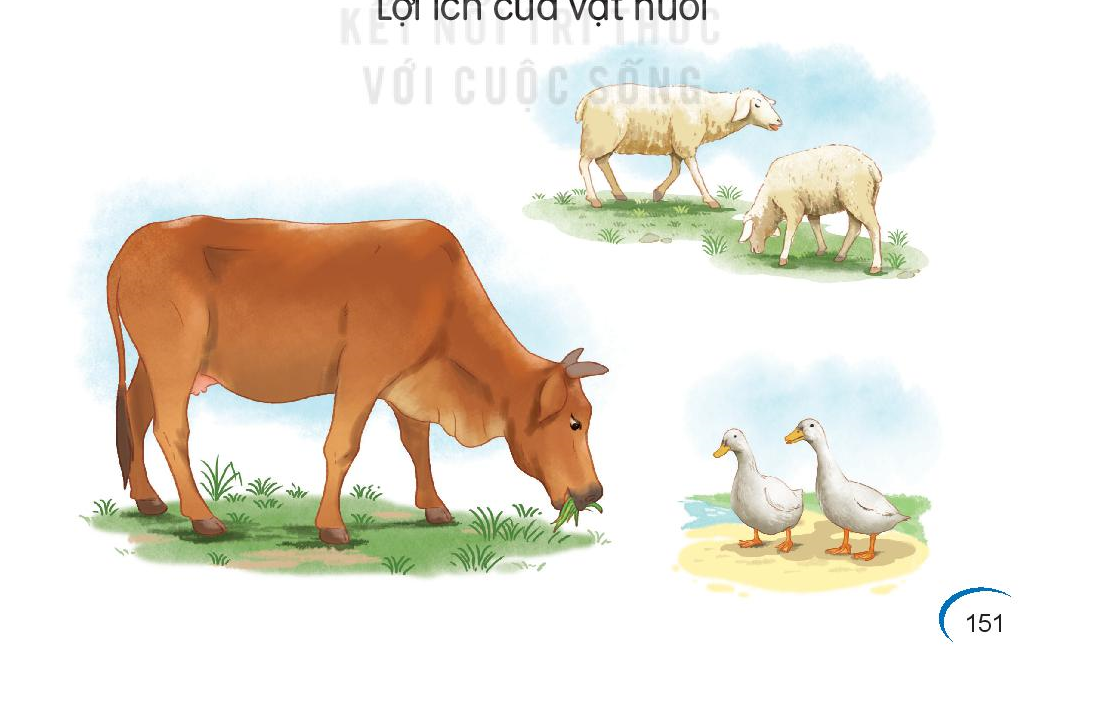 Lợi ích của vật nuôi
KẾT NỐI TRI THỨC
VỚI CUỘC SỐNG
151